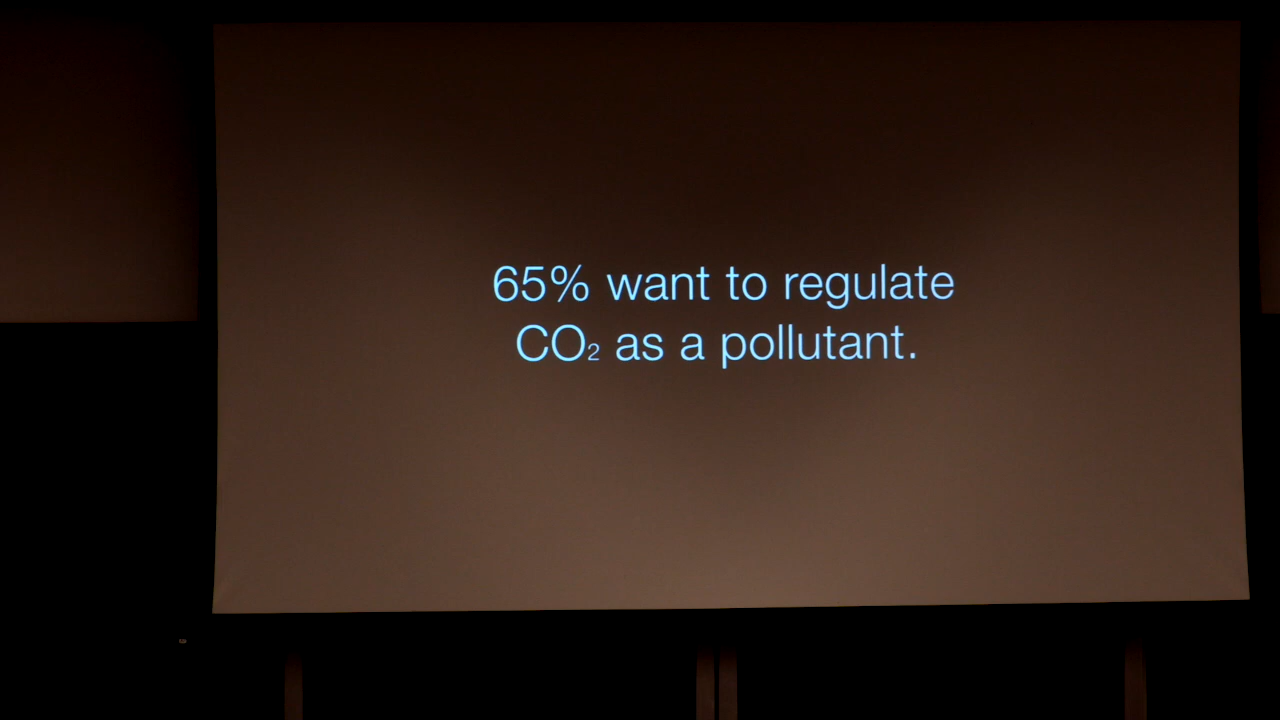 65% want to regulate
CO₂ as a pollutant.